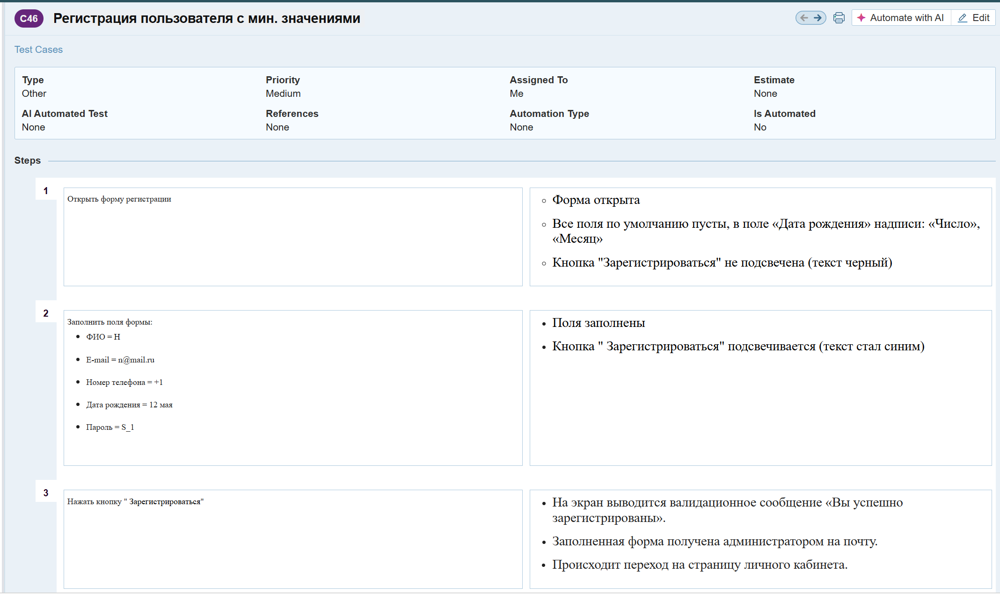 C46 Регистрация пользователя с мин. значениями
Automate with AI
Edit
Test Cases
Type Priority Assigned To Estimate
Other Medium Me None
AI Automated Test References Automation Type Is Automated
None None None No
Steps
1
Открыть форму регистрации
Форма открыта
Все поля по умолчанию пусты, в поле «Дата рождения» надписи: «Число»,
«Месяц»
Кнопка "Зарегистрироваться" не подсвечена (текст черный)
2
Заполнить поля формы:
ФИО = Н
E-mail = n@mail.ru
Номер телефона = +1
Дата рождения = 12 мая
Пароль = S_1
Поля заполнены
Кнопка " Зарегистрироваться" подсвечивается (текст стал синим)
3
Нажать кнопку " Зарегистрироваться"
На экран выводится валидационное сообщение «Вы успешно
зарегистрированы».
Заполненная форма получена администратором на почту.
Происходит переход на страницу личного кабинета.